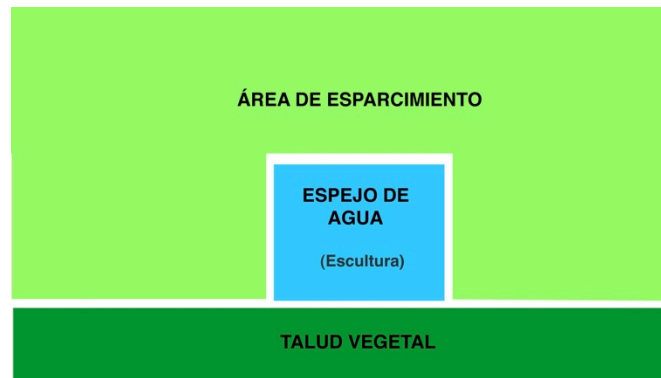 ÁREA DE ESPARCIMIENTO
ESPEJO DE
AGUA
(Escultura)
TALUD VEGETAL